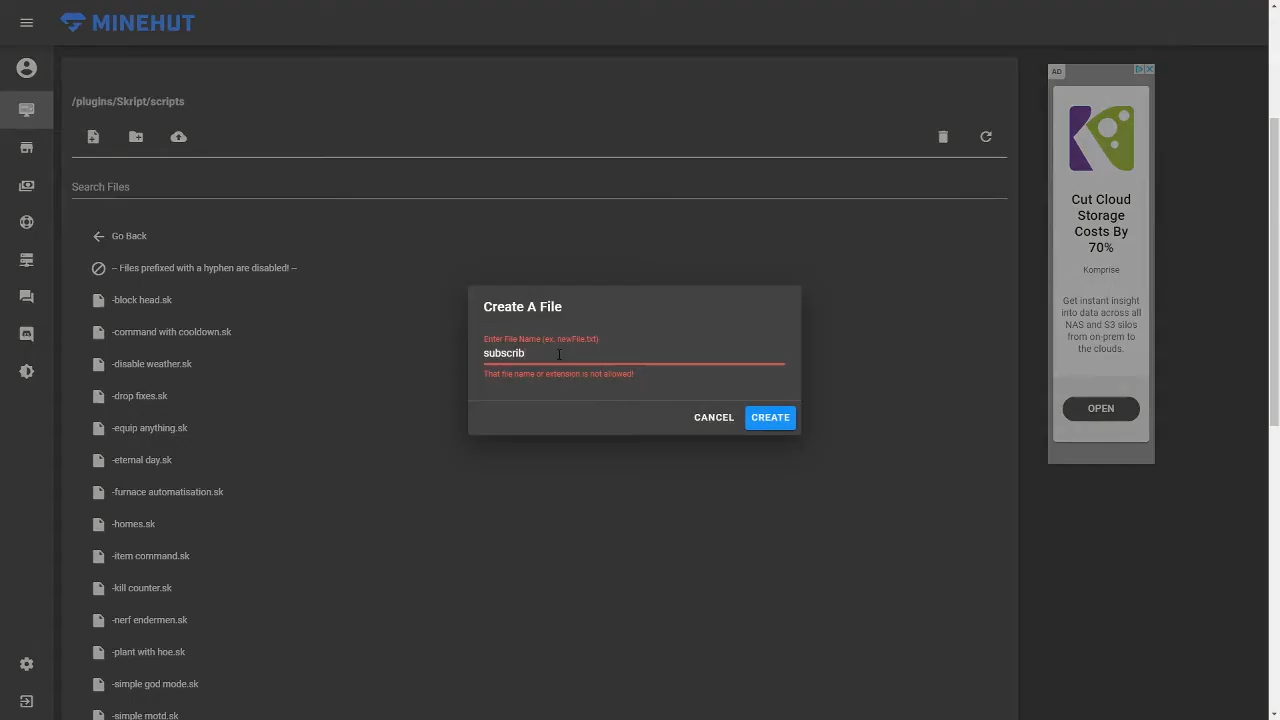 MINEHUT
/plugins/Skript/scripts
Search Files
Go Back
-- Files prefixed with a hyphen are disabled! --
-block head.sk
-command with cooldown.sk
-disable weather.sk
-drop fixes.sk
-equip anything.sk
-eternal day.sk
-furnace automatisation.sk
-homes.sk
-item command.sk
-kill counter.sk
-nerf endermen.sk
-plant with hoe.sk
-simple god mode.sk
-simple motd.sk
Create A File
Enter File Name (ex. newFile.txt)
subscrib
That file name or extension is not allowed!
CANCEL
CREATE
AD
Cut Cloud
Storage
Costs By
70%
Komprise
Get instant insight
into data across all
NAS and S3 silos
from on-prem to
the clouds.
OPEN